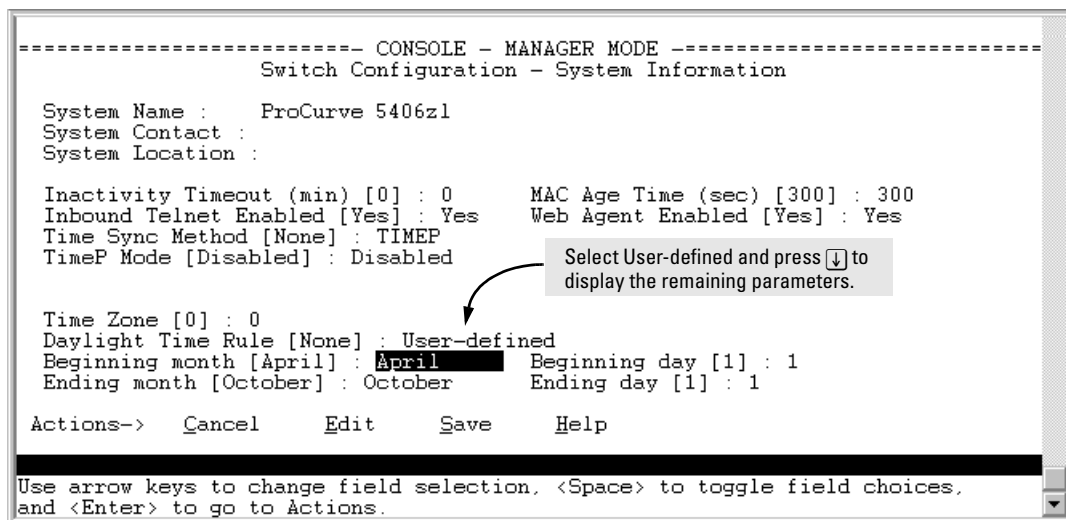 ==========================- CONSOLE - MANAGER MODE -============================
Switch Configuration - System Information
System Name : ProCurve 5406zl
System Contact :
System Location :
Inactivity Timeout (min) [0] : 0 MAC Age Time (sec) [300] : 300
Inbound Telnet Enabled [Yes] : Yes Web Agent Enabled [Yes] : Yes
Time Sync Method [None] : TIMEP
TimeP Mode [Disabled] : Disabled
Select User-defined and press ↓ to
display the remaining parameters.
Time Zone [0] : 0
Daylight Time Rule [None] : User-defined
Beginning month [April] : April Beginning day [1] : 1
Ending month [October] : October Ending day [1] : 1
Actions-> Cancel Edit Save Help
Use arrow keys to change field selection, <Space> to toggle field choices,
and <Enter> to go to Actions.